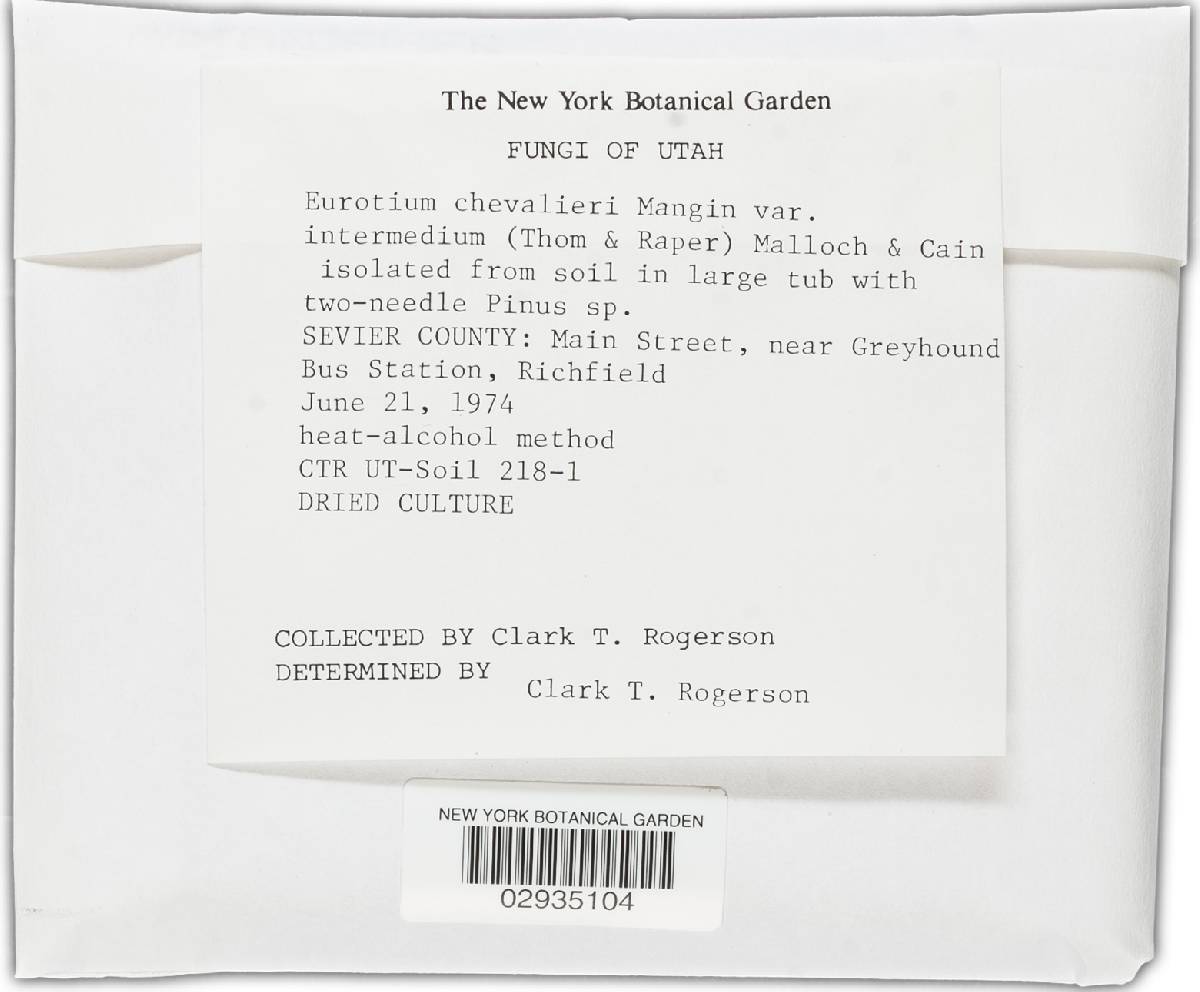 The New York Botanical Garden
FUNGI OF UTAH
Eurotium chevalieri Mangin var.
intermedium (Thom & Raper) Malloch & Cain
isolated from soil in large tub with
two-needle Pinus sp.
SEVIER COUNTY: Main Street, near Greyhound
Bus Station, Richfield
June 21, 1974
heat-alcohol method
CTR UT-Soil 218-1
DRIED CULTURE
COLLECTED BY Clark T. Rogerson
DETERMINED BY
Clark T. Rogerson
NEW YORK BOTANICAL GARDEN
02935104